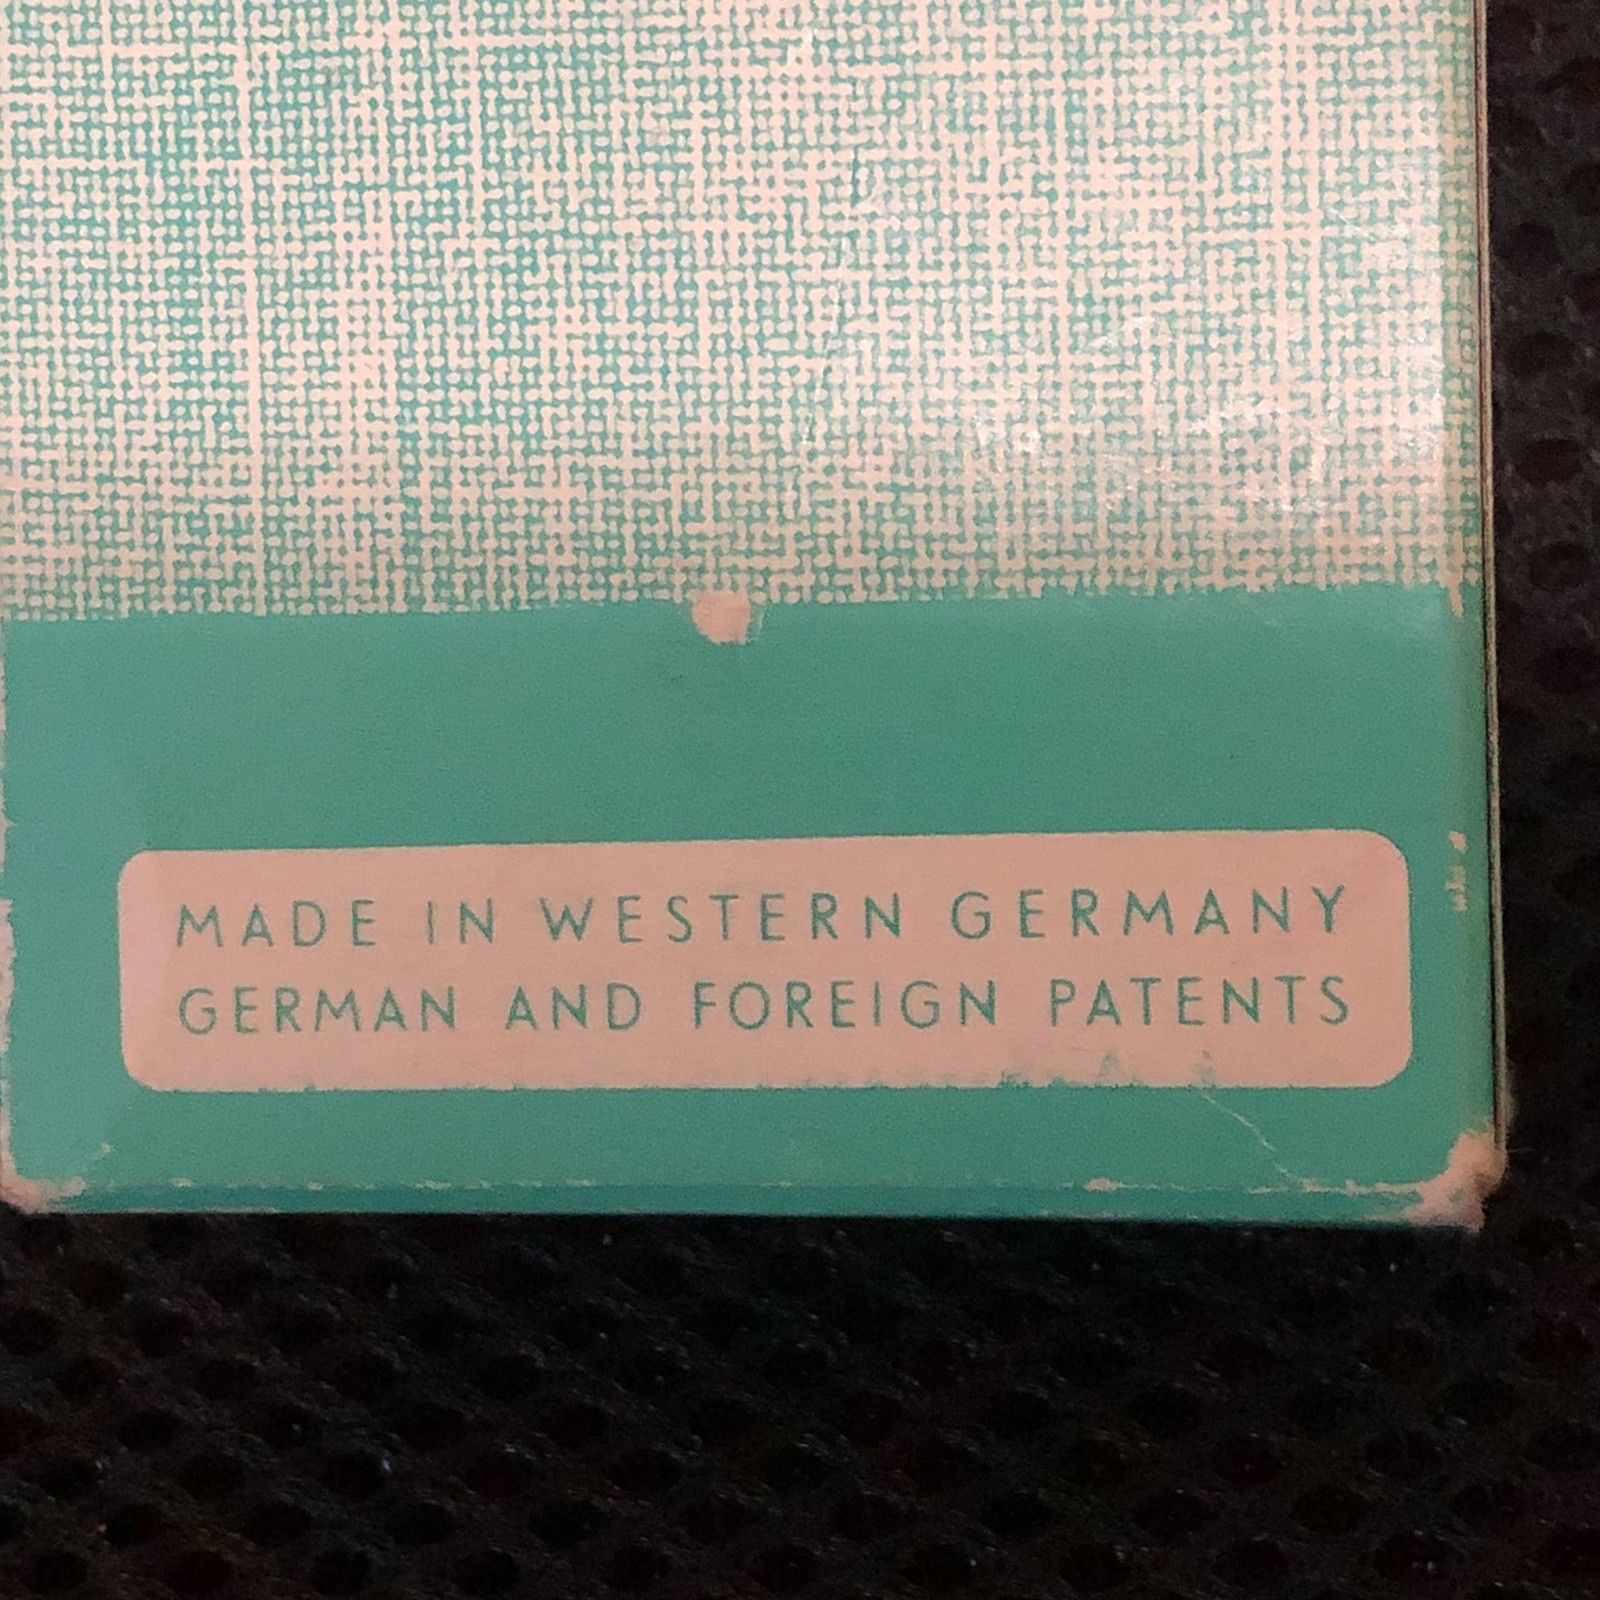 MADE IN WESTERN GERMANY
GERMAN AND FOREIGN PATENTS